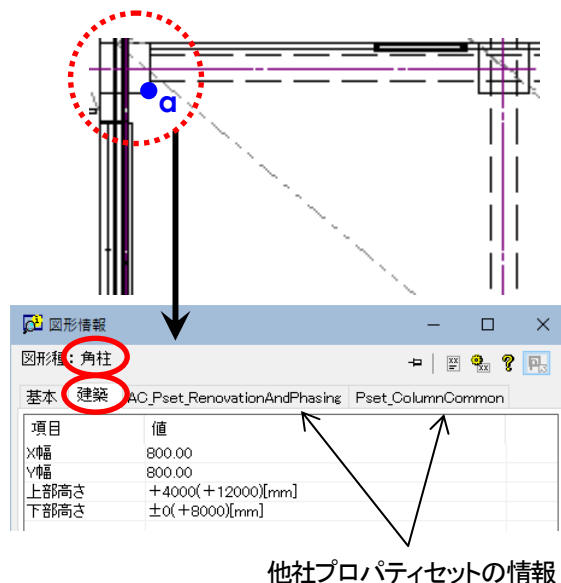 a
図形情報
図形種：角柱
基本 建築 AC_Pset_RenovationAndPhasing Pset_ColumnCommon
項目 値
X幅 800.00
Y幅 800.00
上部高さ +4000(+12000)[mm]
下部高さ ±0(+8000)[mm]
他社プロパティセットの情報